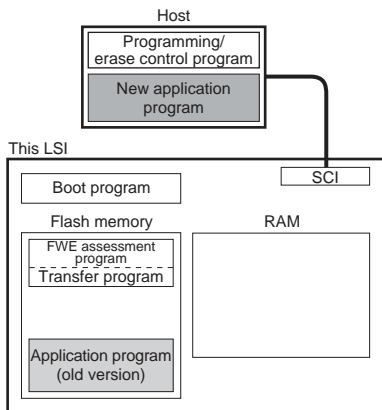 Host
Programming/
erase control program
New application
program
This LSI
SCI
Boot program
Flash memory
RAM
FWE assessment
program
Transfer program
Application program
(old version)